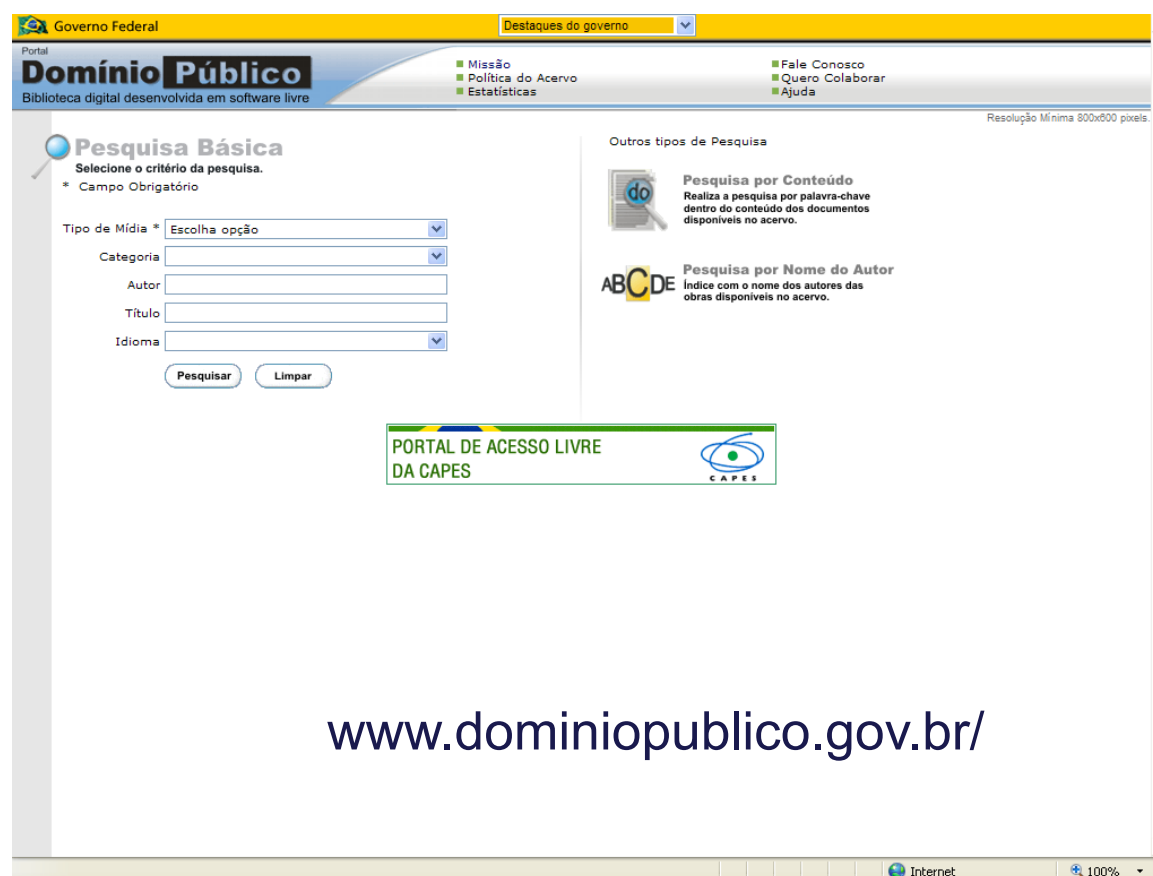 Governo Federal
Destaques do governo
Portal
Domínio Público
Biblioteca digital desenvolvida em software livre
Missão
Política do Acervo
Estatísticas
Fale Conosco
Quero Colaborar
Ajuda
Resolução Mínima 800x600 pixels.
Pesquisa Básica
Selecione o critério da pesquisa.
* Campo Obrigatório
Tipo de Mídia * Escolha opção
Categoria
Autor
Título
Idioma
Pesquisar Limpar
Outros tipos de Pesquisa
do
Pesquisa por Conteúdo
Realiza a pesquisa por palavra-chave
dentro do conteúdo dos documentos
disponíveis no acervo.
ABCDE
Pesquisa por Nome do Autor
Índice com o nome dos autores das
obras disponíveis no acervo.
PORTAL DE ACESSO LIVRE
DA CAPES
CAPES
www.dominiopublico.gov.br/
Internet 100%